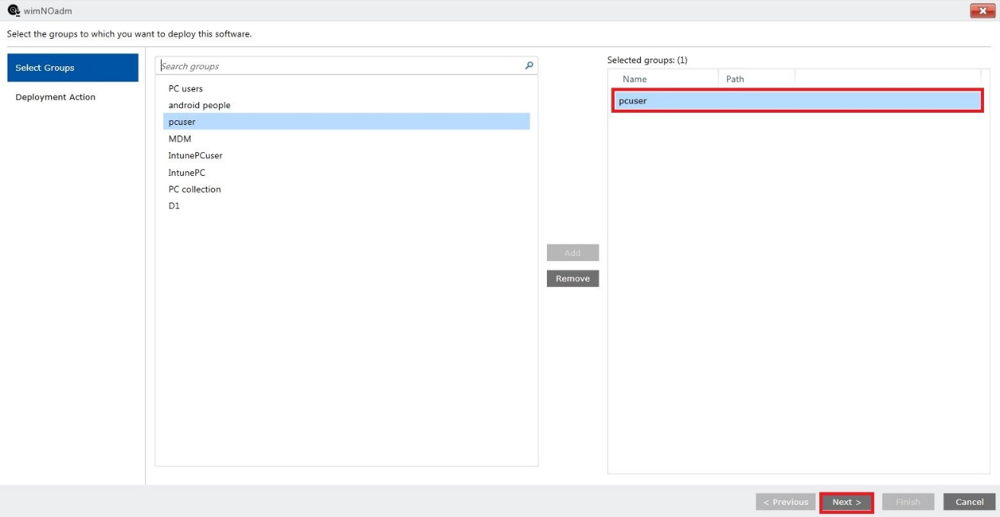 wimNOadm
Select the groups to which you want to deploy this software.
Select Groups
Deployment Action
Search groups
PC users
android people
pcuser
MDM
IntunePCuser
IntunePC
PC collection
D1
Add
Remove
Selected groups: (1)
Name Path
pcuser
< Previous Next > Finish Cancel